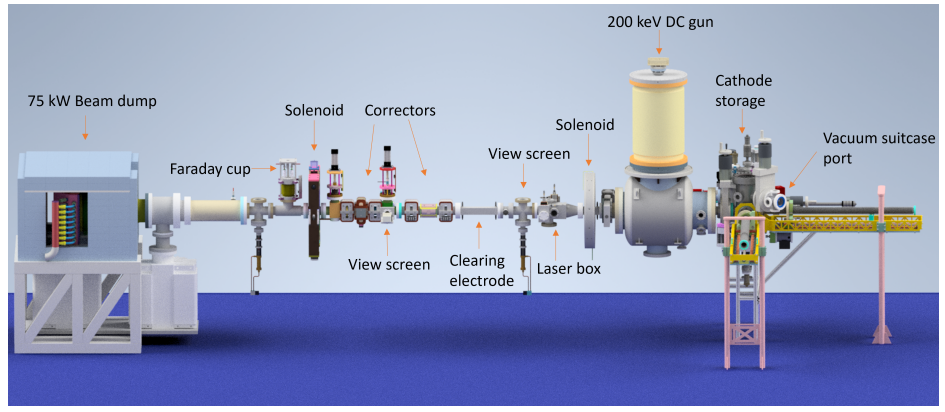 200 keV DC gun
75 kW Beam dump
Solenoid
Correctors
Cathode
storage
Solenoid
Vacuum suitcase
port
Faraday cup
View screen
View screen
Clearing
electrode
Laser box